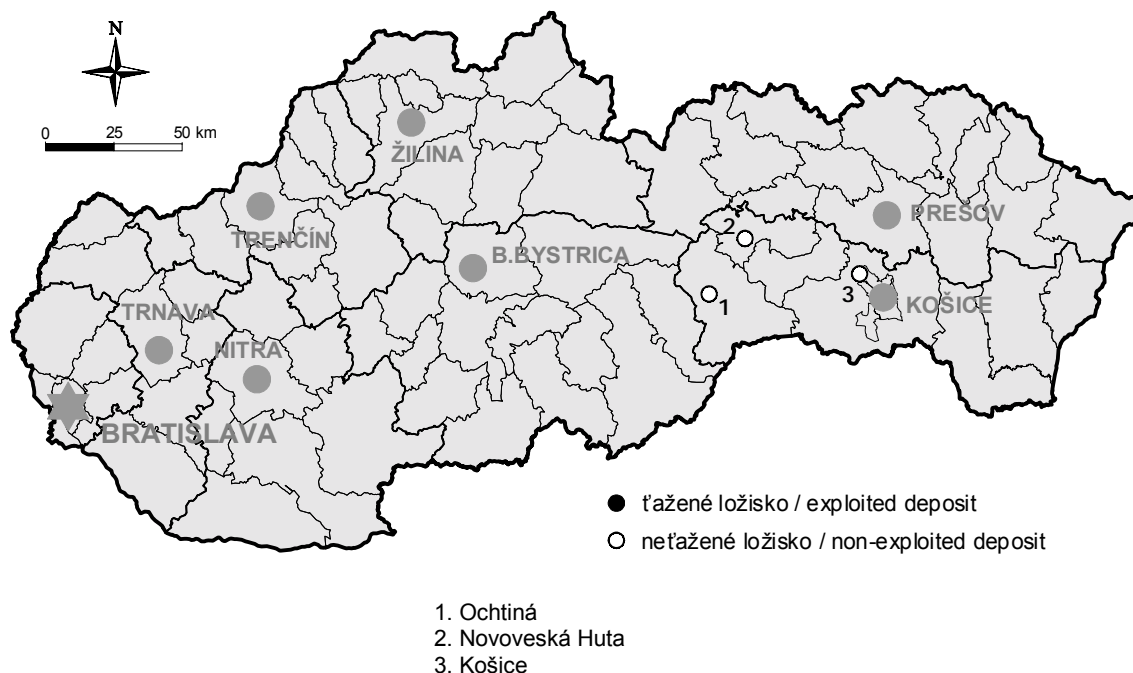 N
0 25 50 km
ŽILINA
TRENČÍN
PREŠOV
2
B.BYSTRICA
1
3
KOŠICE
TRNAVA
NITRA
BRATISLAVA
ťažené ložisko / exploited deposit
neťažené ložisko / non-exploited deposit
1. Ochtiná
2. Novoveská Huta
3. Košice